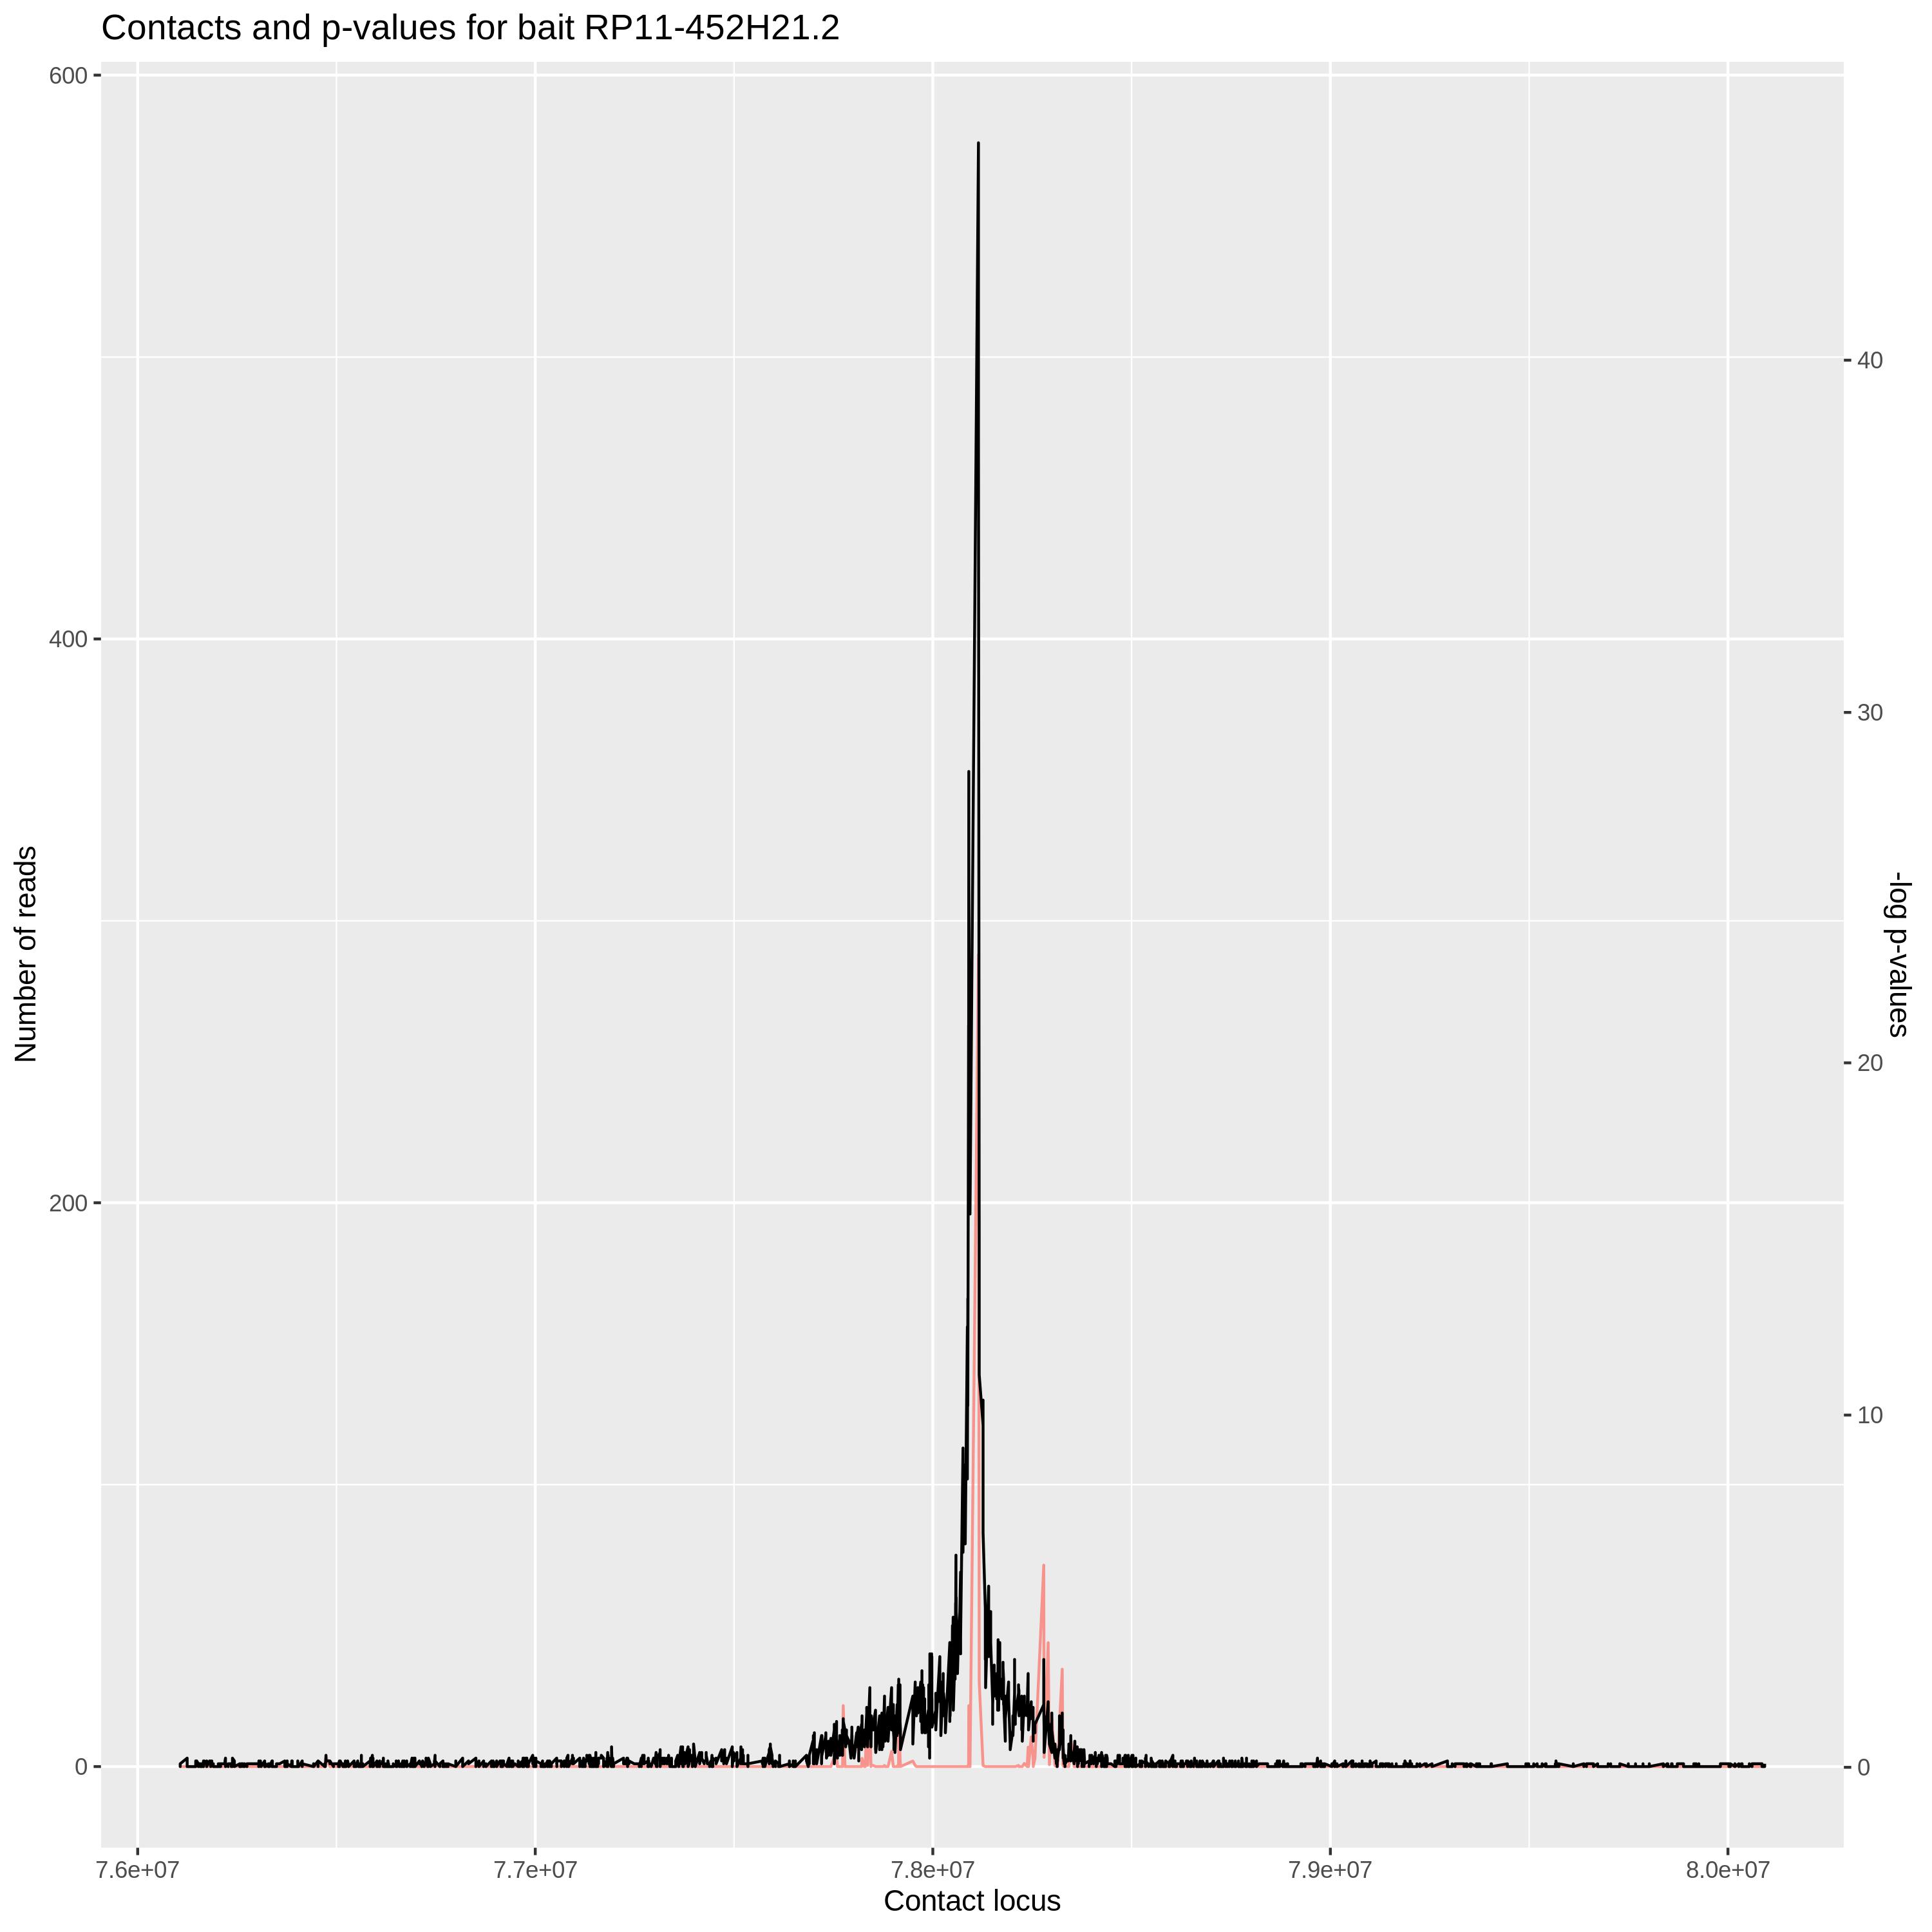 Contacts and p-values for bait RP11-452H21.2
600
400
200
0
Number of reads
40
30
20
10
0
-log p-values
7.6e+07
7.7e+07
7.8e+07
7.9e+07
8.0e+07
Contact locus